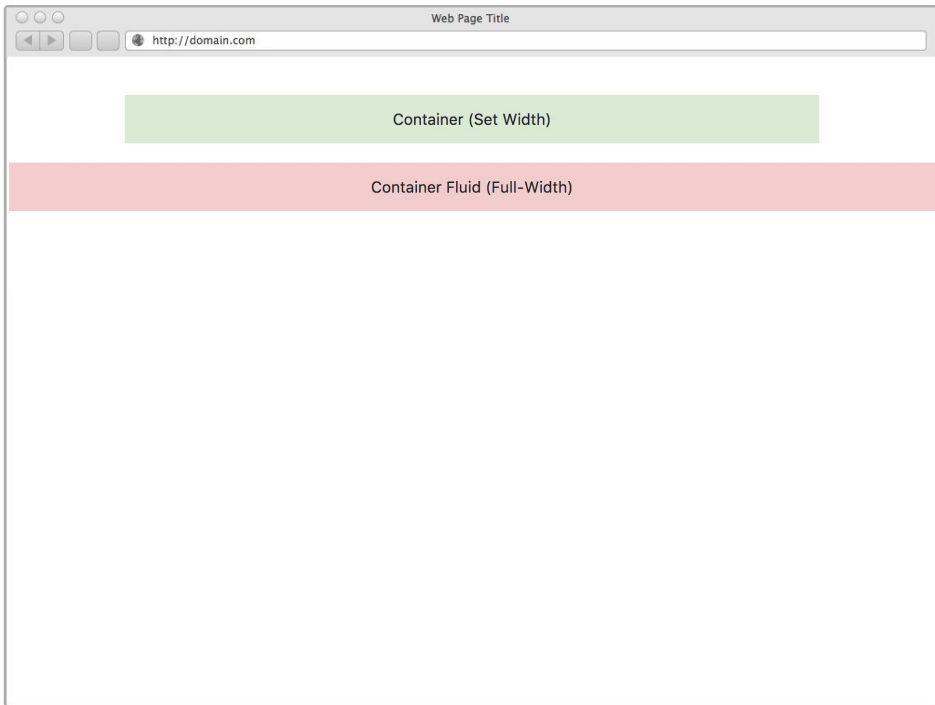 Web Page Title
http://domain.com
Container (Set Width)
Container Fluid (Full-Width)